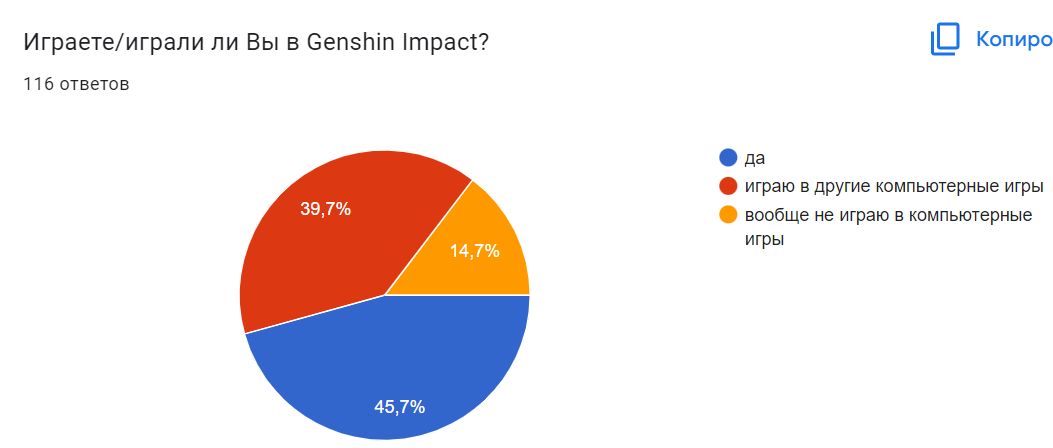 Играете/играли ли Вы в Genshin Impact?
Копиро
116 ответов
да
играю в другие компьютерные игры
вообще не играю в компьютерные
игры
39,7%
14,7%
45,7%